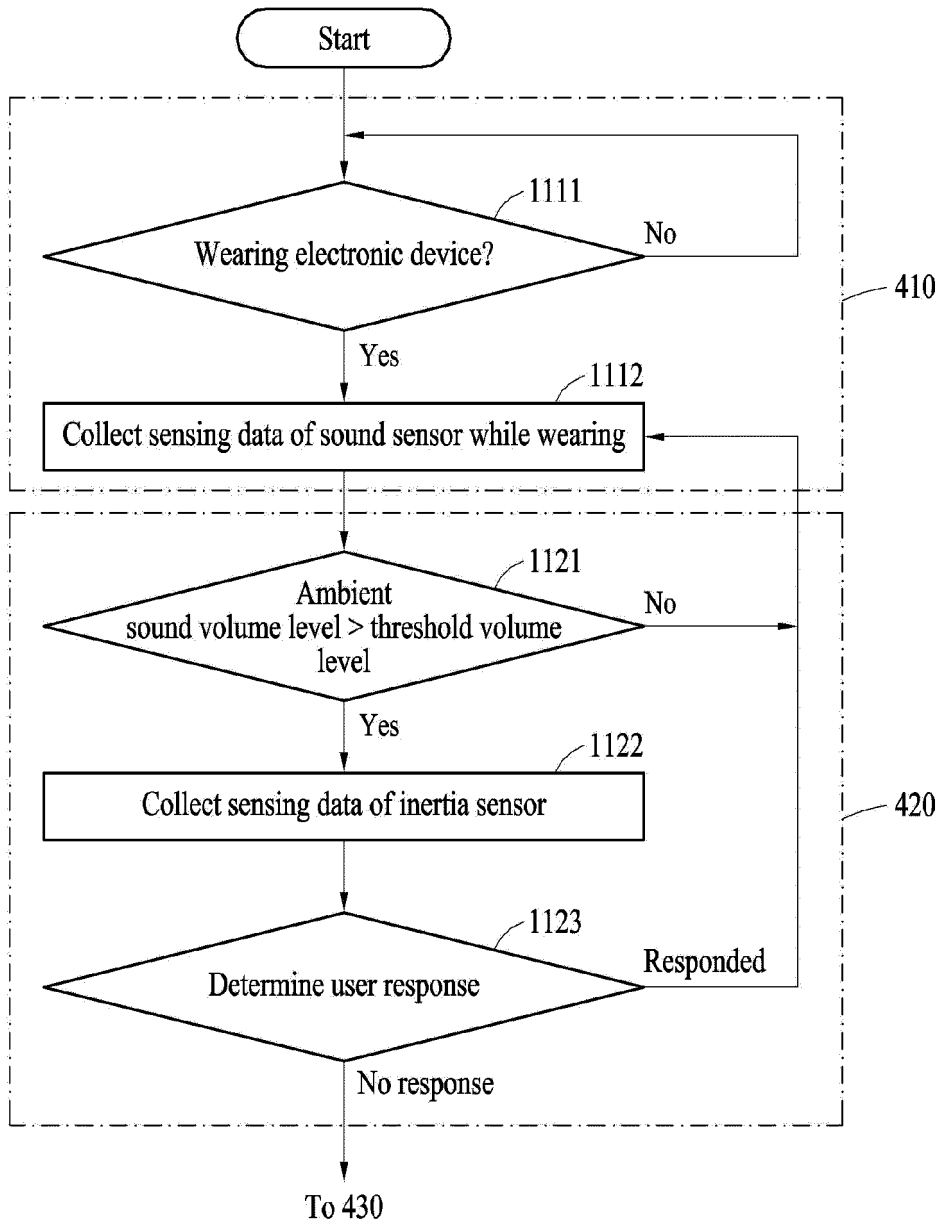 Start
1111
Wearing electronic device?
No
410
Yes
1112
Collect sensing data of sound sensor while wearing
1121
Ambient
sound volume level > threshold volume
level
No
Yes
1122
Collect sensing data of inertia sensor
420
1123
Determine user response
Responded
No response
To 430